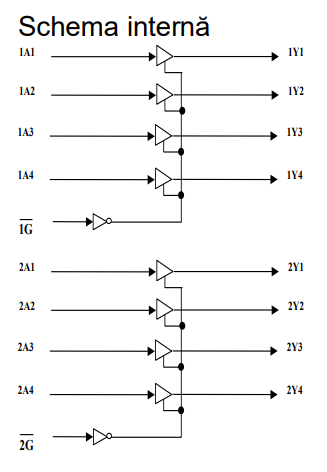 Schema internă
1A1 1Y1
1A2 1Y2
1A3 1Y3
1A4 1Y4
1G̅
2A1 2Y1
2A2 2Y2
2A3 2Y3
2A4 2Y4
2G̅